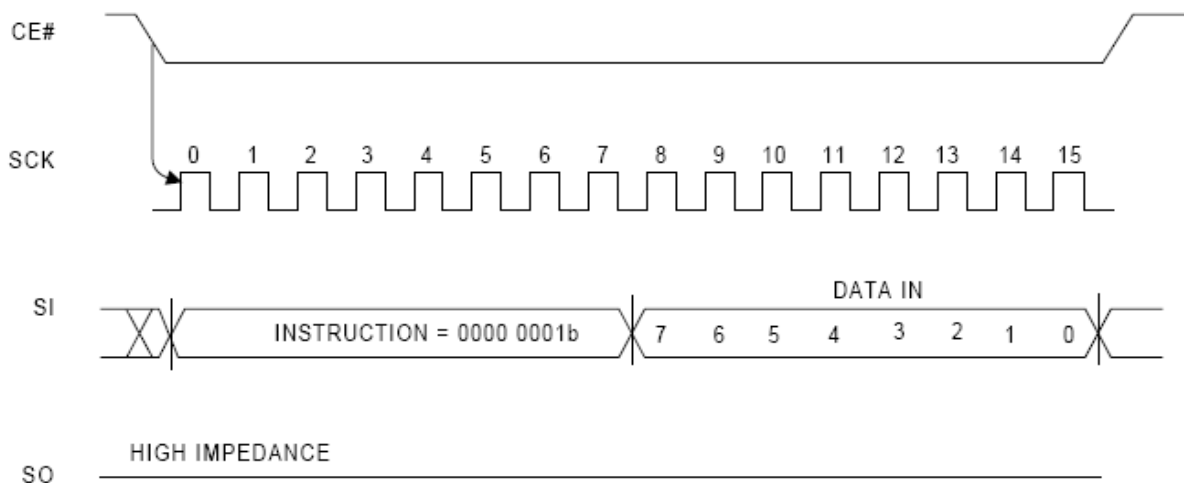 CE#
SCK
0 1 2 3 4 5 6 7 8 9 10 11 12 13 14 15
SI
DATA IN
INSTRUCTION = 0000 0001b
7 6 5 4 3 2 1 0
HIGH IMPEDANCE
SO